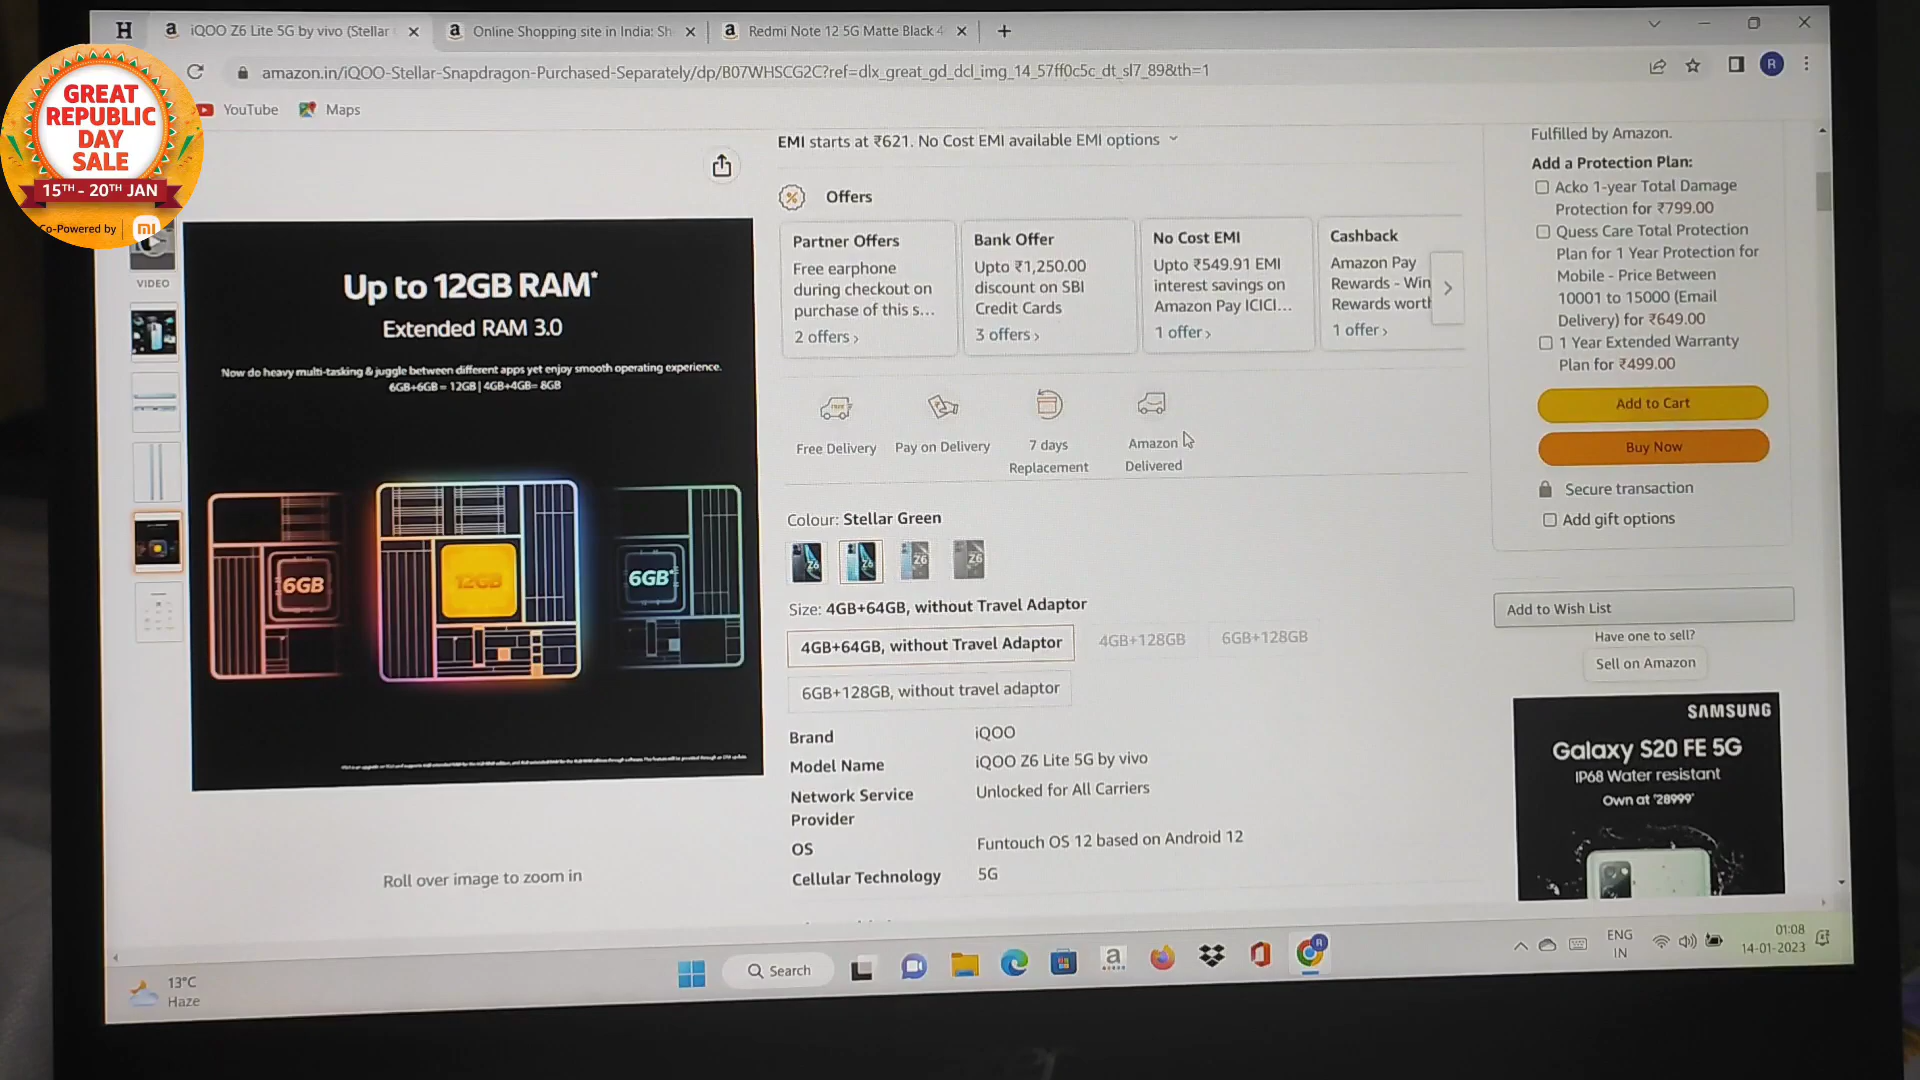 iQOO Z6 Lite 5G by vivo (Stellar
Online Shopping site in India: Sh
Redmi Note 12 5G Matte Black 4
amazon.in/iQOO-Stellar-Snapdragon-Purchased-Separately/dp/B07WHSCG2C?ref=dlx_great_gd_dcl_img_14_57ff0c5c_dt_sl7_89&th=1
R
YouTube
Maps
GREAT
REPUBLIC
DAY
SALE
15TH - 20TH JAN
Co-Powered by
mi
VIDEO
Up to 12GB RAM*
Extended RAM 3.0
Now do heavy multi-tasking & juggle between different apps yet enjoy smooth operating experience.
6GB+6GB = 12GB | 4GB+4GB= 8GB
6GB
12GB
6GB*
Roll over image to zoom in
EMI starts at ₹621. No Cost EMI available EMI options
Offers
Partner Offers
Free earphone
during checkout on
purchase of this s...
2 offers
Bank Offer
Upto ₹1,250.00
discount on SBI
Credit Cards
3 offers
No Cost EMI
Upto ₹549.91 EMI
interest savings on
Amazon Pay ICICI...
1 offer
Cashback
Amazon Pay
Rewards - Win
Rewards worth
1 offer
Free Delivery
Pay on Delivery
7 days
Replacement
Amazon
Delivered
Colour: Stellar Green
Size: 4GB+64GB, without Travel Adaptor
4GB+64GB, without Travel Adaptor
4GB+128GB
6GB+128GB
6GB+128GB, without travel adaptor
Brand iQOO
Model Name iQOO Z6 Lite 5G by vivo
Network Service Unlocked for All Carriers
Provider
OS Funtouch OS 12 based on Android 12
Cellular Technology 5G
Fulfilled by Amazon.
Add a Protection Plan:
Acko 1-year Total Damage
Protection for ₹799.00
Quess Care Total Protection
Plan for 1 Year Protection for
Mobile - Price Between
10001 to 15000 (Email
Delivery) for ₹649.00
1 Year Extended Warranty
Plan for ₹499.00
Add to Cart
Buy Now
Secure transaction
Add gift options
Add to Wish List
Have one to sell?
Sell on Amazon
SAMSUNG
Galaxy S20 FE 5G
IP68 Water resistant
Own at ₹28999*
13°C
Haze
Search
ENG
IN
01:08
14-01-2023